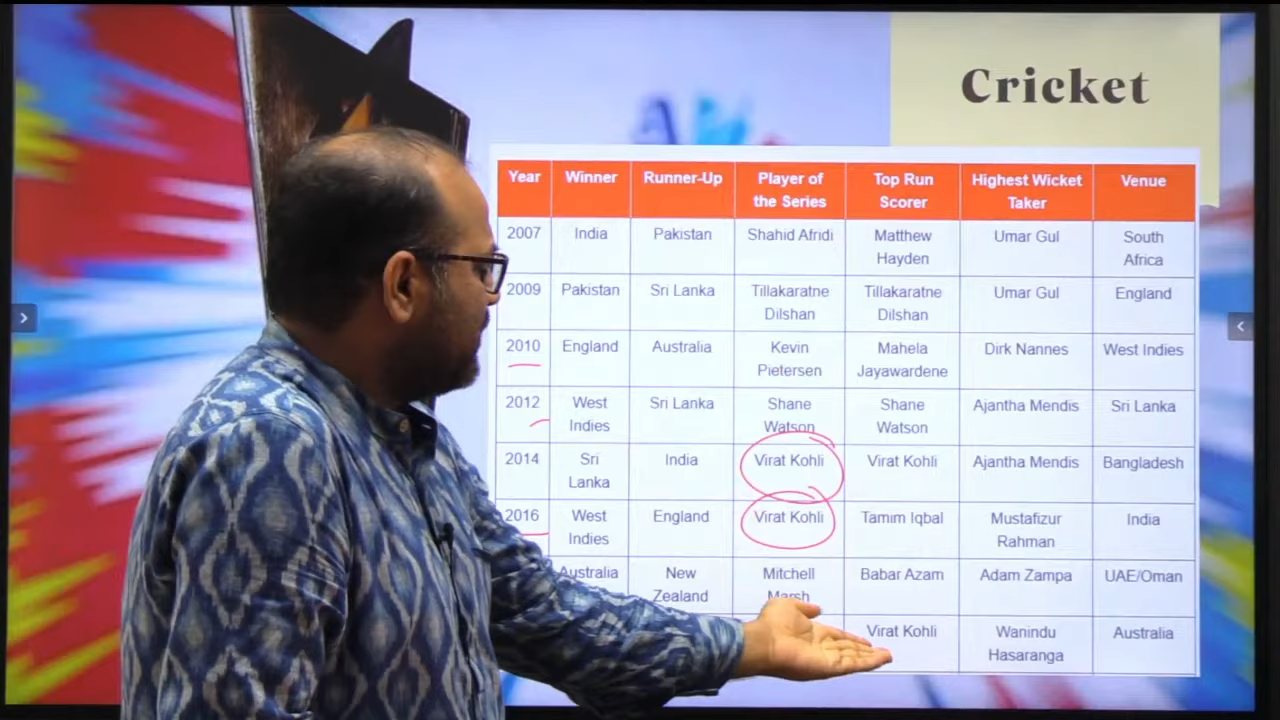 Cricket
Year Winner Runner-Up Player of the Series Top Run Scorer Highest Wicket Taker Venue
2007 India Pakistan Shahid Afridi Matthew Hayden Umar Gul South Africa
2009 Pakistan Sri Lanka Tillakaratne Dilshan Tillakaratne Dilshan Umar Gul England
2010 England Australia Kevin Pietersen Mahela Jayawardene Dirk Nannes West Indies
2012 West Indies Sri Lanka Shane Watson Shane Watson Ajantha Mendis Sri Lanka
2014 Sri Lanka India Virat Kohli Virat Kohli Ajantha Mendis Bangladesh
2016 West Indies England Virat Kohli Tamim Iqbal Mustafizur Rahman India
Australia New Zealand Mitchell Marsh Babar Azam Adam Zampa UAE/Oman
Virat Kohli Wanindu Hasaranga Australia